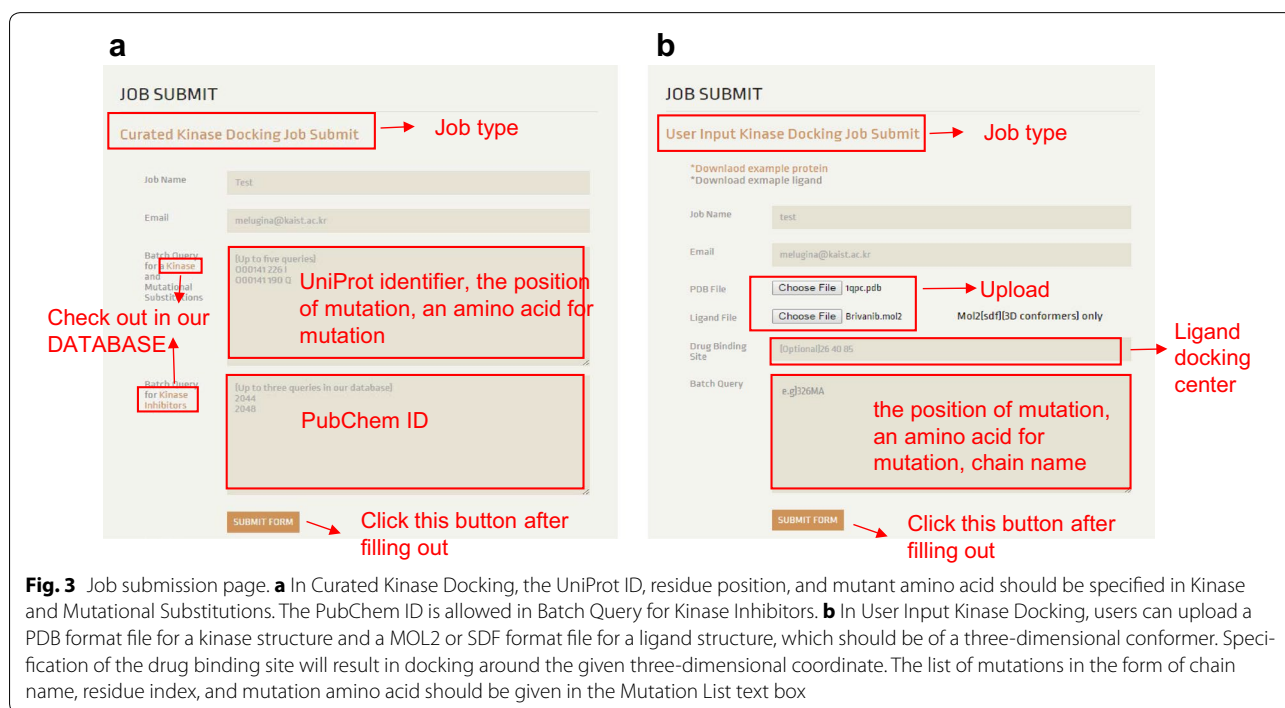 a
JOB SUBMIT
Curated Kinase Docking Job Submit
Job type
Job Name
Test
Email
melugina@kaist.ac.kr
Batch Query
for a Kinase
and
Mutational
Substitutions
(Up to five queries)
O00141 226 I
O00141 190 Q
UniProt identifier, the position
of mutation, an amino acid for
mutation
Check out in our
DATABASE
Batch Query
for Kinase
Inhibitors
(Up to three queries in our database)
2044
2048
PubChem ID
SUBMIT FORM
Click this button after
filling out
b
JOB SUBMIT
User Input Kinase Docking Job Submit
Job type
*Downlaod example protein
*Download exmaple ligand
Job Name
test
Email
melugina@kaist.ac.kr
PDB File
Choose File 1qpc.pdb
Upload
Ligand File
Choose File Brivanib.mol2
Mol2(sdf)(3D conformers) only
Drug Binding
Site
(Optional)26 40 85
Ligand
docking
center
Batch Query
e.g)326MA
the position of mutation,
an amino acid for
mutation, chain name
SUBMIT FORM
Click this button after
filling out
Fig. 3 Job submission page. a In Curated Kinase Docking, the UniProt ID, residue position, and mutant amino acid should be specified in Kinase
and Mutational Substitutions. The PubChem ID is allowed in Batch Query for Kinase Inhibitors. b In User Input Kinase Docking, users can upload a
PDB format file for a kinase structure and a MOL2 or SDF format file for a ligand structure, which should be of a three-dimensional conformer. Speci-
fication of the drug binding site will result in docking around the given three-dimensional coordinate. The list of mutations in the form of chain
name, residue index, and mutation amino acid should be given in the Mutation List text box